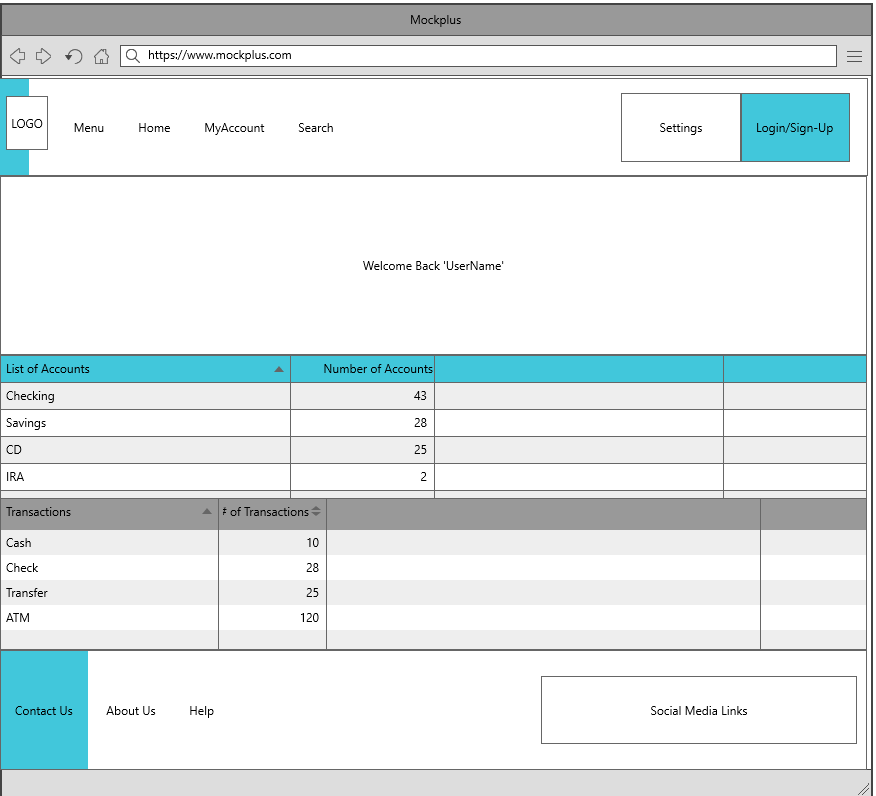 Mockplus
https://www.mockplus.com
LOGO
Menu Home MyAccount Search Settings Login/Sign-Up
Welcome Back 'UserName'
List of Accounts Number of Accounts
Checking 43
Savings 28
CD 25
IRA 2
Transactions # of Transactions
Cash 10
Check 28
Transfer 25
ATM 120
Contact Us About Us Help Social Media Links